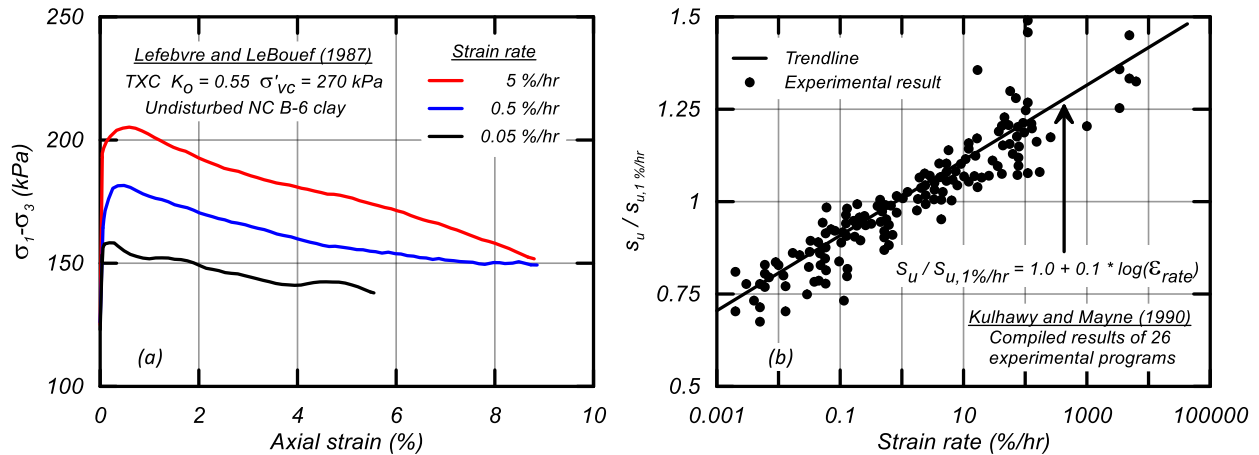 250
200
150
100
σ1-σ3 (kPa)
Lefebvre and LeBouef (1987)
TXC Ko = 0.55 σ'vc = 270 kPa
Undisturbed NC B-6 clay
Strain rate
5 %/hr
0.5 %/hr
0.05 %/hr
(a)
0 2 4 6 8 10
Axial strain (%)
1.5
1.25
1
0.75
0.5
su / su,1 %/hr
Trendline
Experimental result
Su / Su,1%/hr = 1.0 + 0.1 * log(εrate)
Kulhawy and Mayne (1990)
Compiled results of 26
experimental programs
(b)
0.001 0.1 10 1000 100000
Strain rate (%/hr)